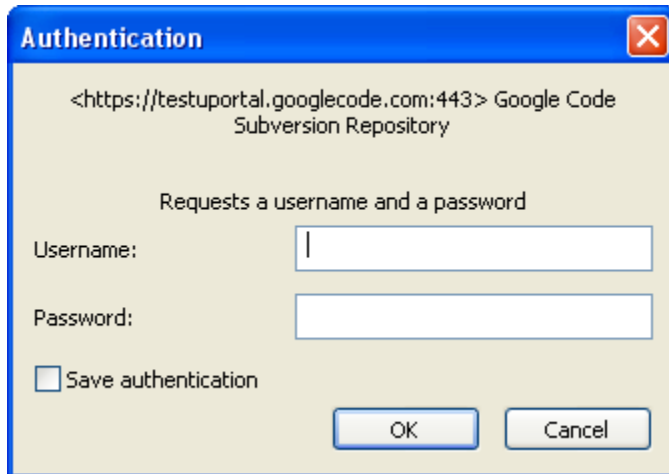 Authentication
<https://testuportal.googlecode.com:443> Google Code
Subversion Repository
Requests a username and a password
Username:
Password:
Save authentication
OK
Cancel